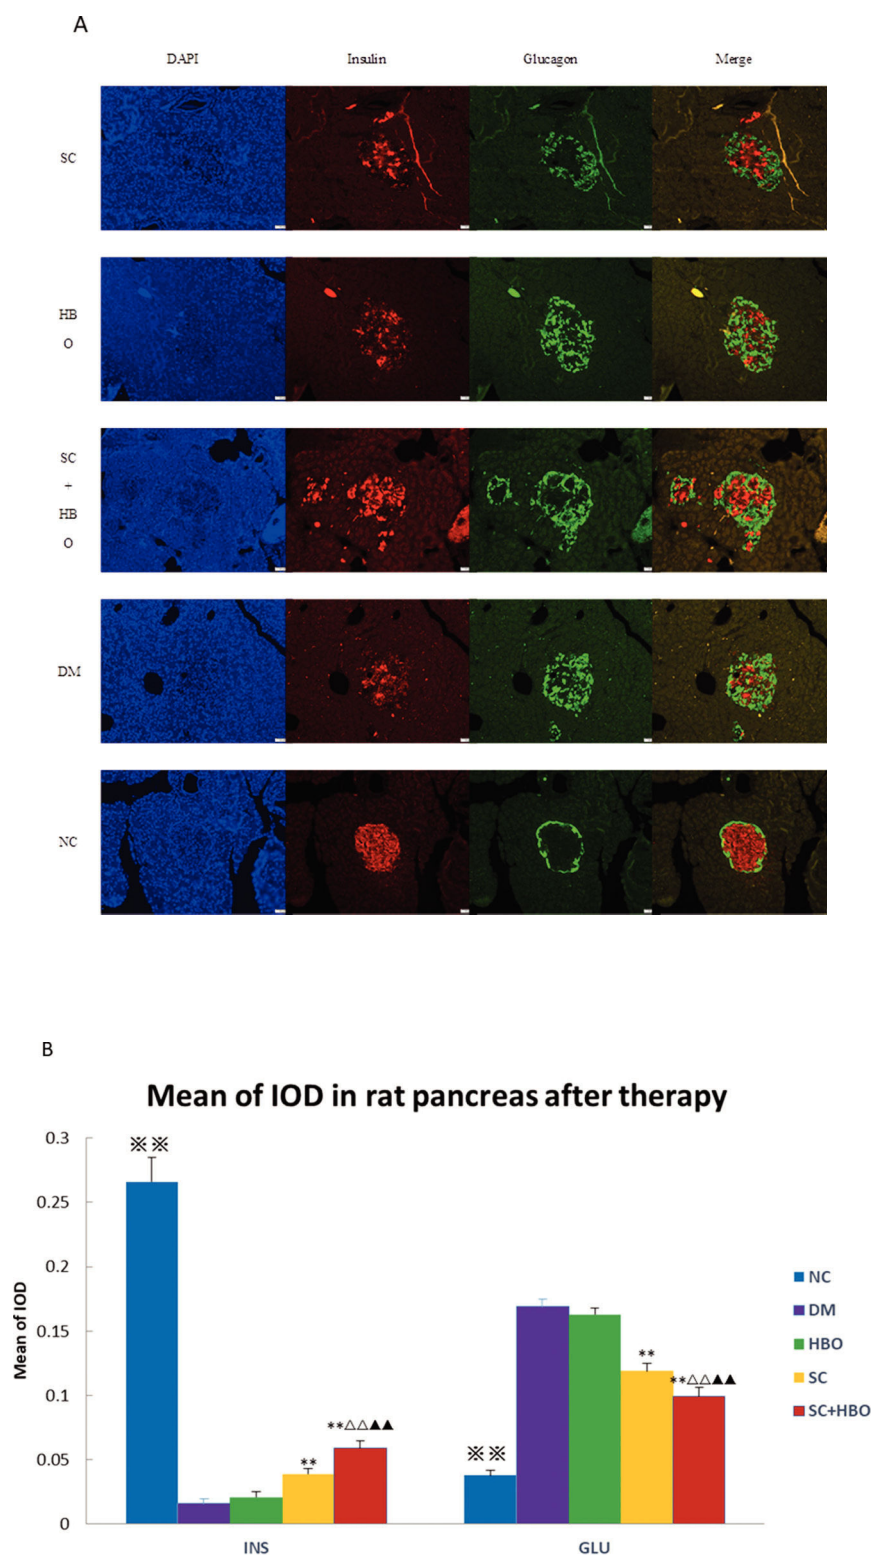 A
DAPI Insulin Glucagon Merge
SC
HB
O
SC
+
HB
O
DM
NC
B
Mean of IOD in rat pancreas after therapy
Mean of IOD
0.3
0.25
0.2
0.15
0.1
0.05
0
※※
**
**△△▲▲
※※
**
**△△▲▲
INS GLU
NC
DM
HBO
SC
SC+HBO